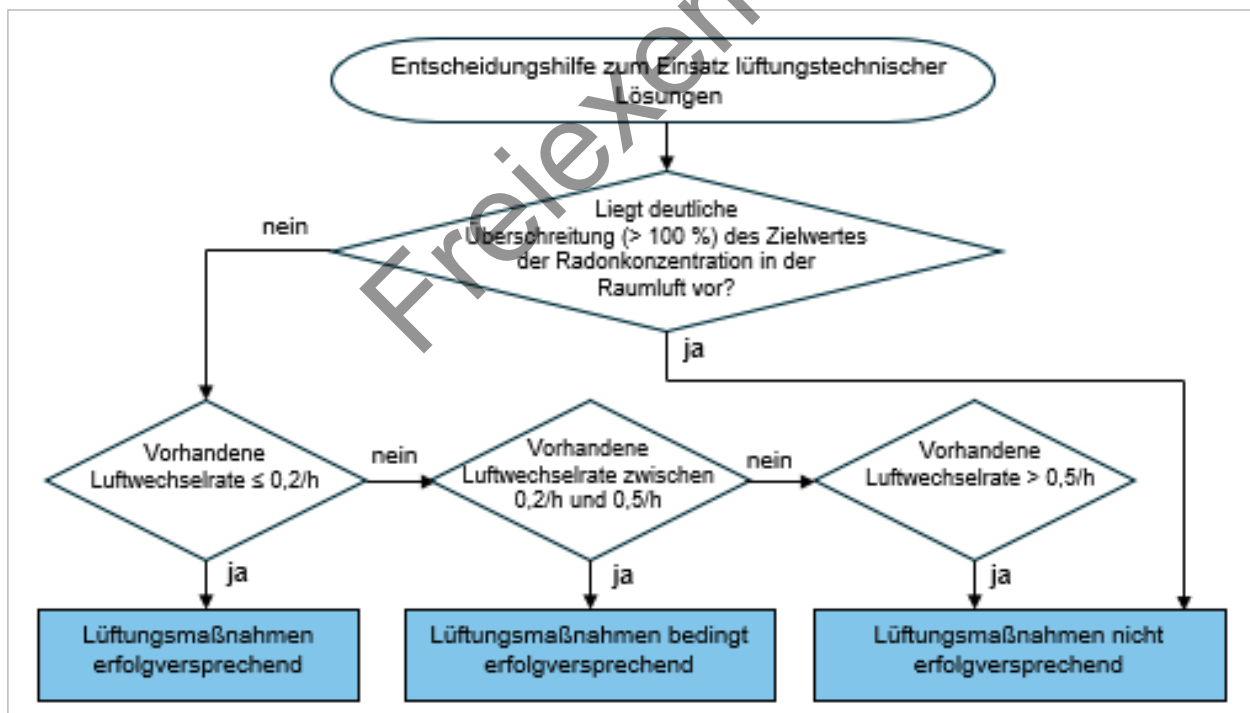 Entscheidungshilfe zum Einsatz lüftungstechnischer
Lösungen
Liegt deutliche
Überschreitung (> 100 %) des Zielwertes
der Radonkonzentration in der
Raumluft vor?
nein
ja
Vorhandene
Luftwechselrate ≤ 0,2/h
nein
Vorhandene
Luftwechselrate zwischen
0,2/h und 0,5/h
nein
Vorhandene
Luftwechselrate > 0,5/h
ja
ja
ja
Lüftungsmaßnahmen
erfolgversprechend
Lüftungsmaßnahmen bedingt
erfolgversprechend
Lüftungsmaßnahmen nicht
erfolgversprechend